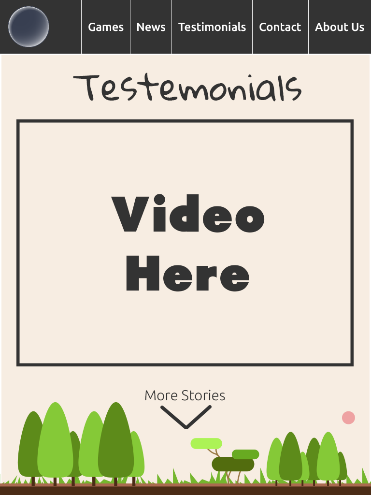 Games News Testimonials Contact About Us
Testemonials
Video
Here
More Stories